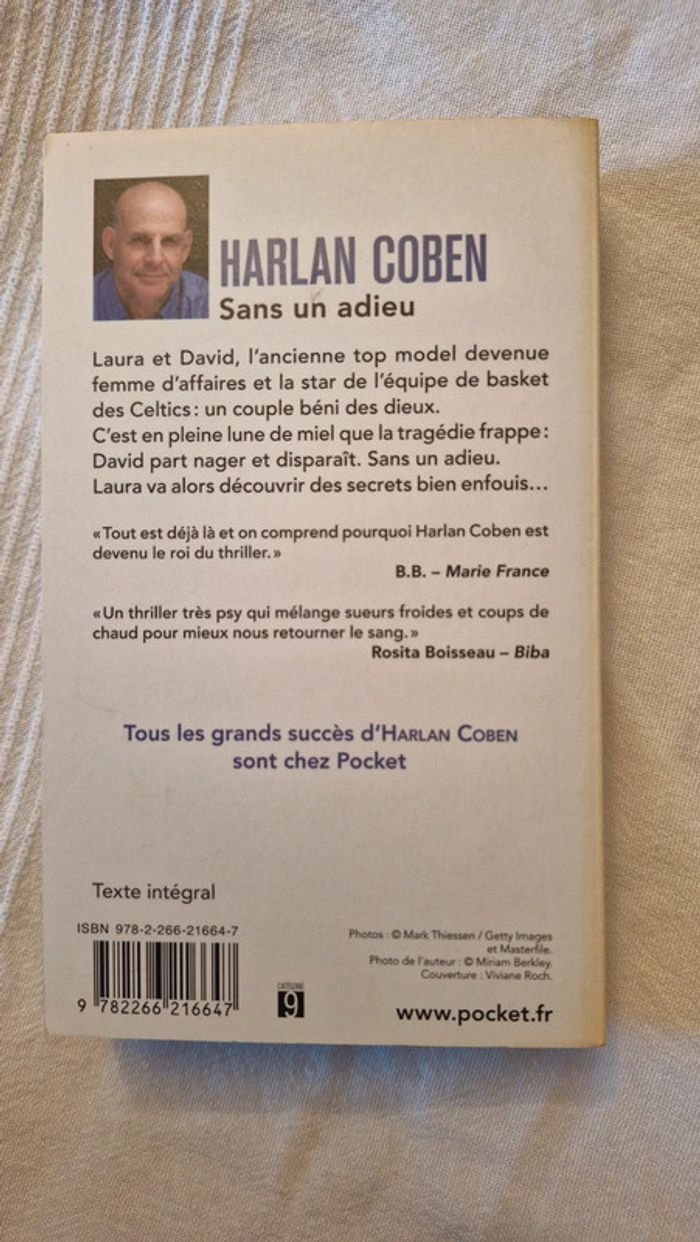 HARLAN COBEN
Sans un adieu
Laura et David, l'ancienne top model devenue
femme d'affaires et la star de l'équipe de basket
des Celtics : un couple béni des dieux.
C'est en pleine lune de miel que la tragédie frappe :
David part nager et disparaît. Sans un adieu.
Laura va alors découvrir des secrets bien enfouis...
« Tout est déjà là et on comprend pourquoi Harlan Coben est
devenu le roi du thriller. »
B.B. – Marie France
« Un thriller très psy qui mélange sueurs froides et coups de
chaud pour mieux nous retourner le sang. »
Rosita Boisseau – Biba
Tous les grands succès d'HARLAN COBEN
sont chez Pocket
Texte intégral
ISBN 978-2-266-21664-7
9 782266 216647
CATÉGORIE
9
Photos : © Mark Thiessen / Getty Images
et Masterfile.
Photo de l'auteur : © Miriam Berkley.
Couverture : Viviane Roch.
www.pocket.fr